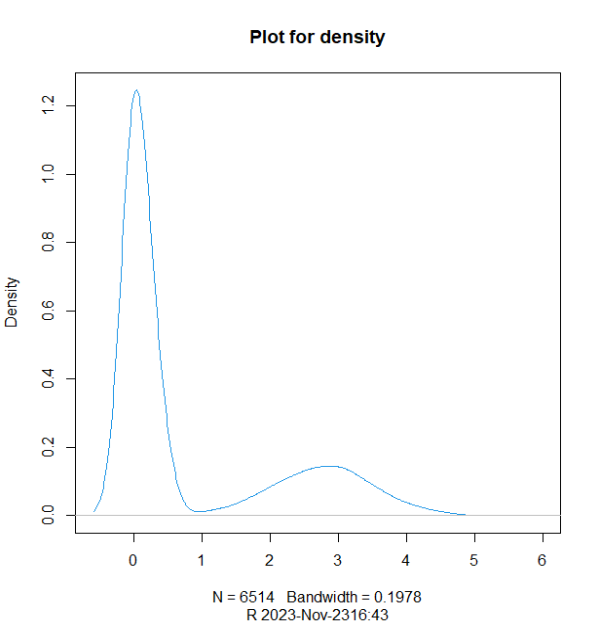 Plot for density
Density
1.2
1.0
0.8
0.6
0.4
0.2
0.0
0 1 2 3 4 5 6
N = 6514 Bandwidth = 0.1978
R 2023-Nov-2316:43